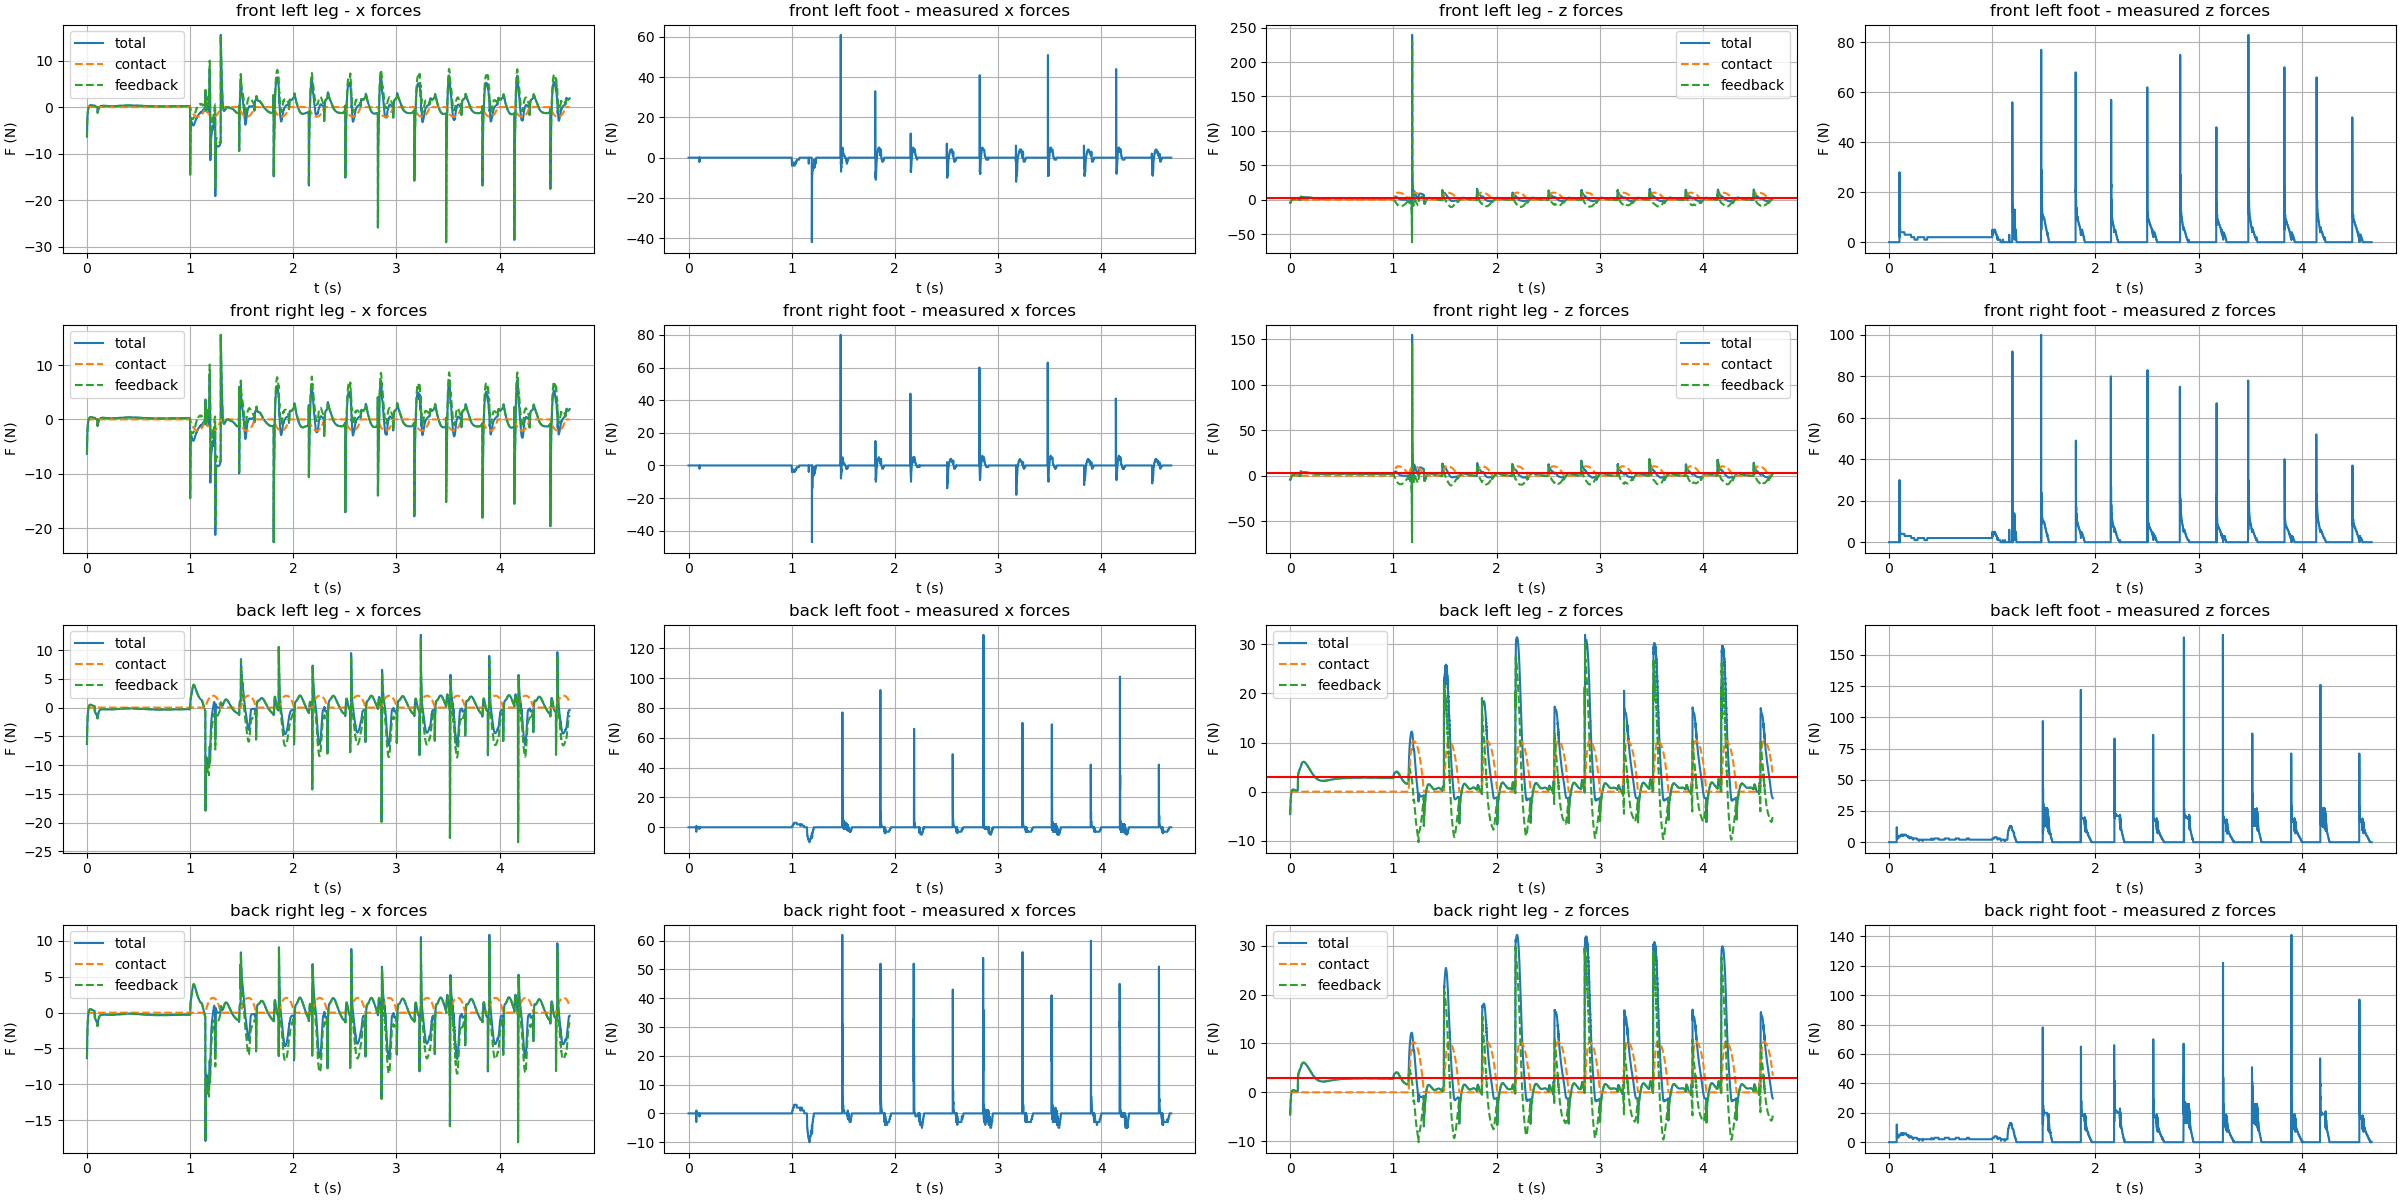 front left leg - x forces
F (N)
10
0
−10
−20
−30
total
contact
feedback
0 1 2 3 4
t (s)
front left foot - measured x forces
F (N)
60
40
20
0
−20
−40
0 1 2 3 4
t (s)
front left leg - z forces
F (N)
250
200
150
100
50
0
−50
total
contact
feedback
0 1 2 3 4
t (s)
front left foot - measured z forces
F (N)
80
60
40
20
0
0 1 2 3 4
t (s)
front right leg - x forces
F (N)
10
0
−10
−20
total
contact
feedback
0 1 2 3 4
t (s)
front right foot - measured x forces
F (N)
80
60
40
20
0
−20
−40
0 1 2 3 4
t (s)
front right leg - z forces
F (N)
150
100
50
0
−50
total
contact
feedback
0 1 2 3 4
t (s)
front right foot - measured z forces
F (N)
100
80
60
40
20
0
0 1 2 3 4
t (s)
back left leg - x forces
F (N)
10
5
0
−5
−10
−15
−20
−25
total
contact
feedback
0 1 2 3 4
t (s)
back left foot - measured x forces
F (N)
120
100
80
60
40
20
0
0 1 2 3 4
t (s)
back left leg - z forces
F (N)
30
20
10
0
−10
total
contact
feedback
0 1 2 3 4
t (s)
back left foot - measured z forces
F (N)
150
125
100
75
50
25
0
0 1 2 3 4
t (s)
back right leg - x forces
F (N)
10
5
0
−5
−10
−15
total
contact
feedback
0 1 2 3 4
t (s)
back right foot - measured x forces
F (N)
60
50
40
30
20
10
0
−10
0 1 2 3 4
t (s)
back right leg - z forces
F (N)
30
20
10
0
−10
total
contact
feedback
0 1 2 3 4
t (s)
back right foot - measured z forces
F (N)
140
120
100
80
60
40
20
0
0 1 2 3 4
t (s)